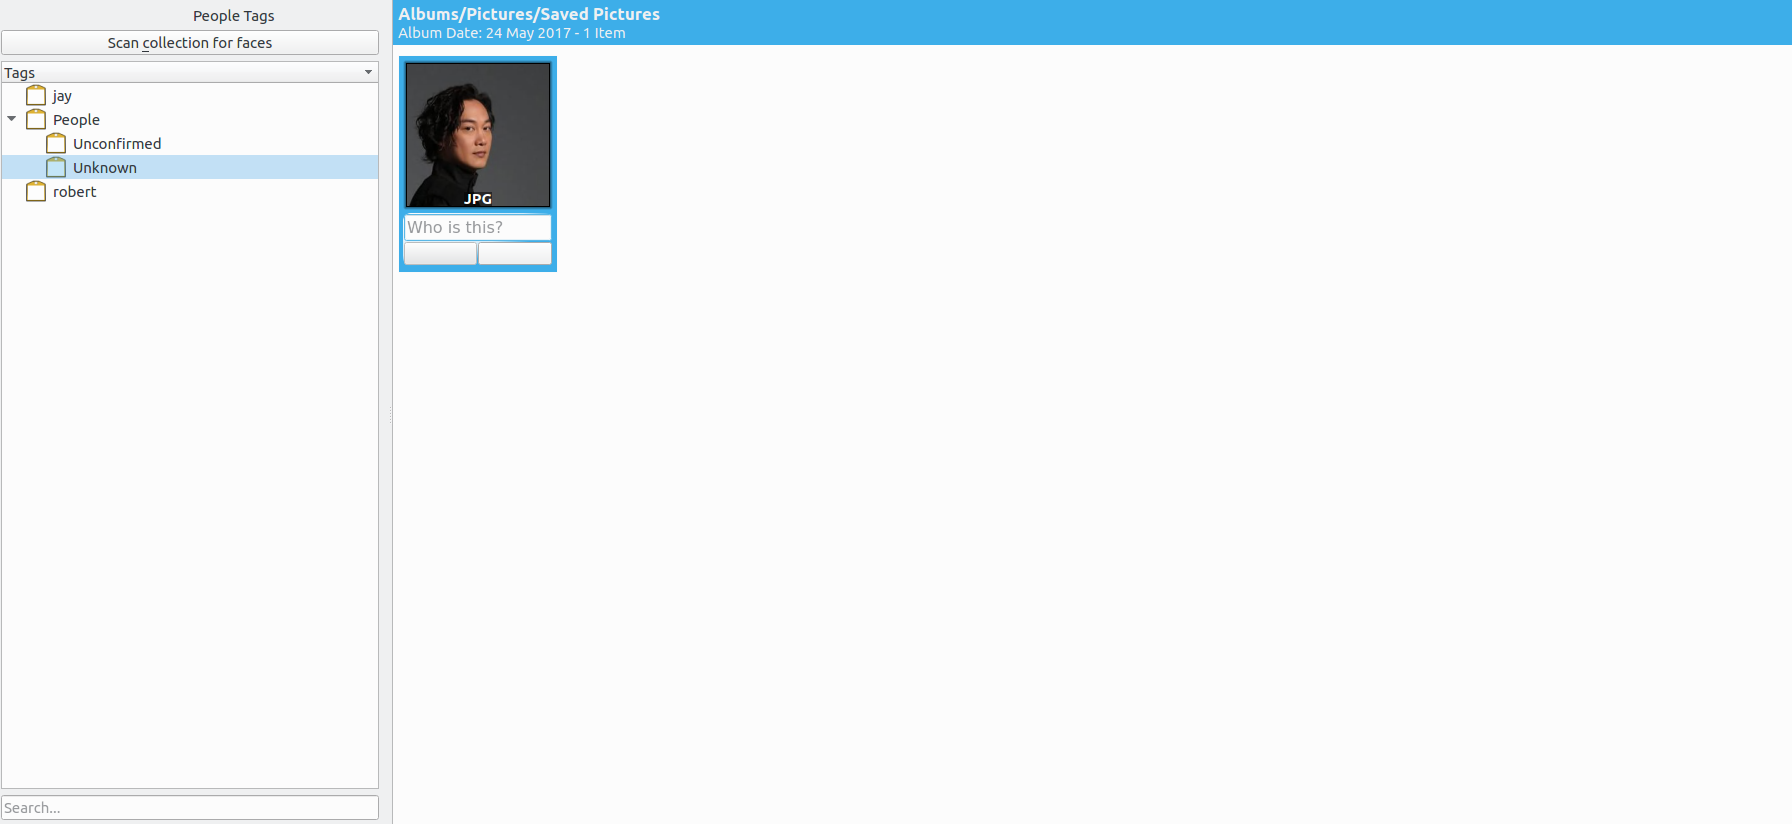 People Tags
Scan collection for faces
Tags
jay
People
Unconfirmed
Unknown
robert
Search...
Albums/Pictures/Saved Pictures
Album Date: 24 May 2017 - 1 Item
JPG
Who is this?